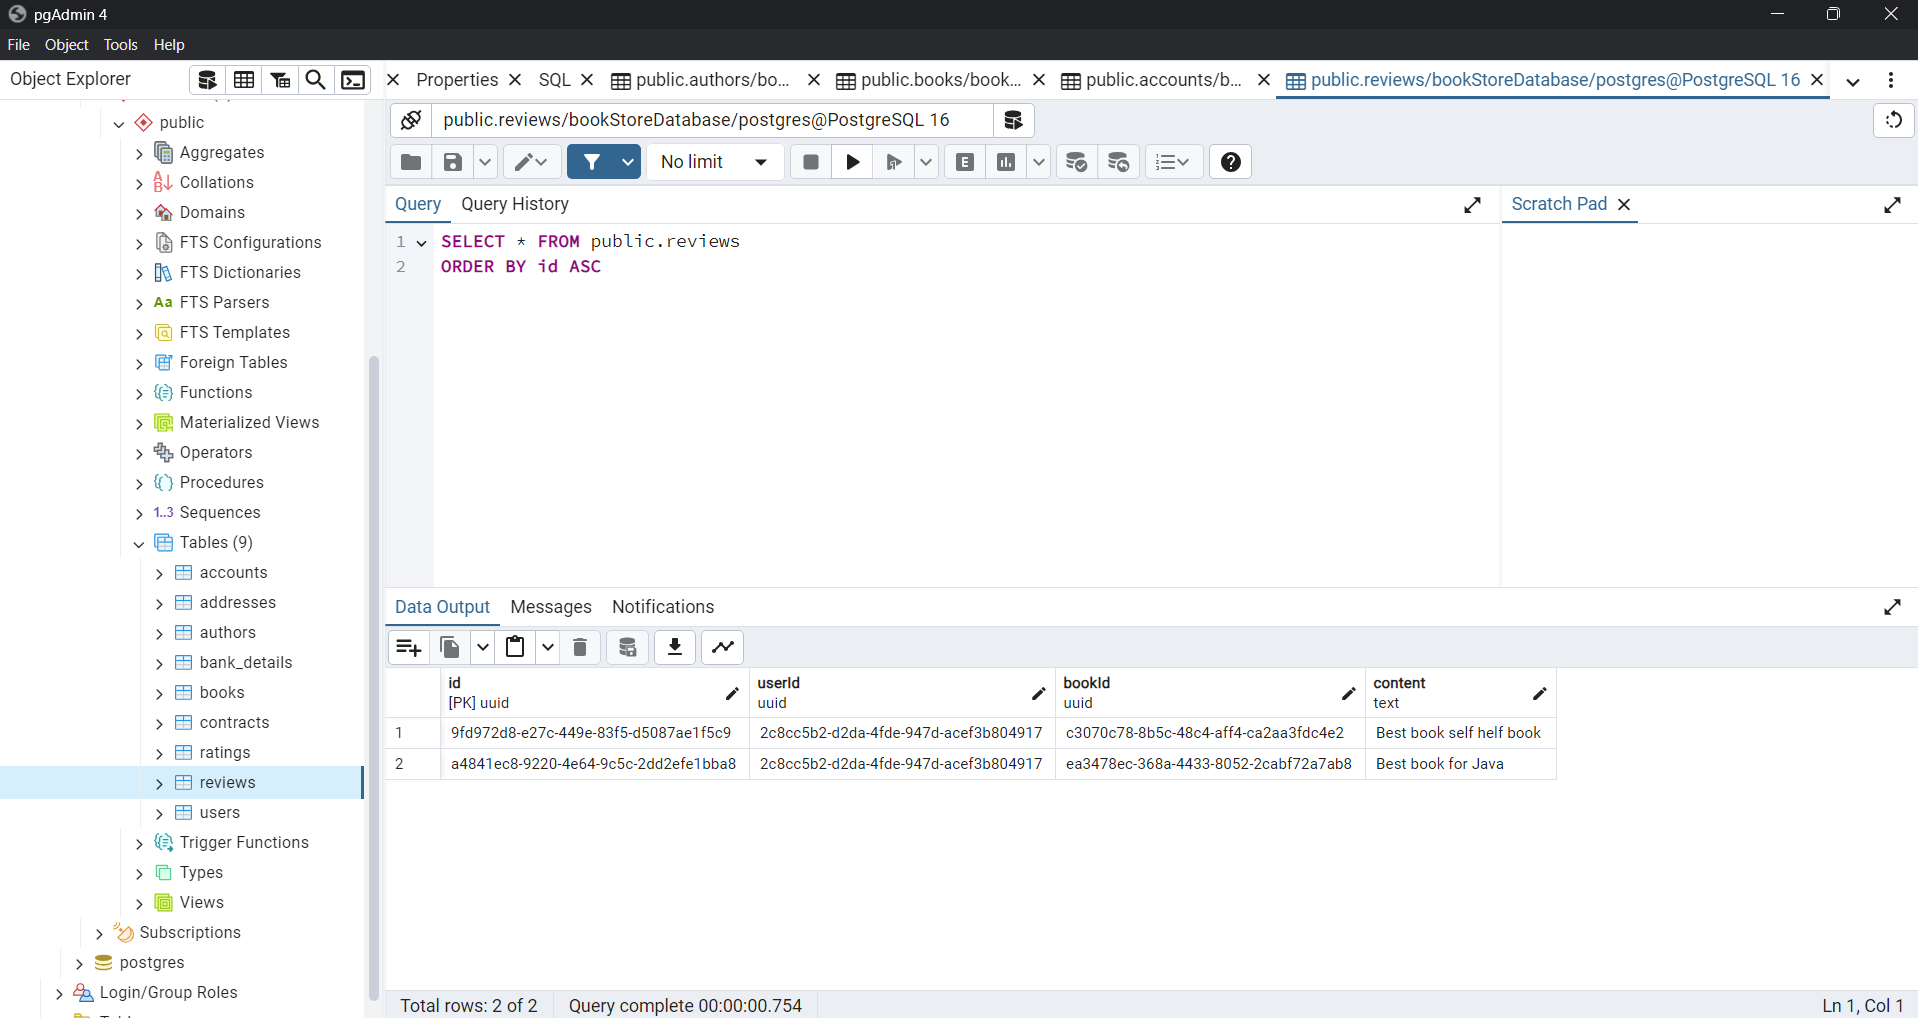 pgAdmin 4
File Object Tools Help
Object Explorer
Properties SQL public.authors/bo... public.books/book... public.accounts/b... public.reviews/bookStoreDatabase/postgres@PostgreSQL 16
public.reviews/bookStoreDatabase/postgres@PostgreSQL 16
No limit
E
Query Query History
Scratch Pad
1 SELECT * FROM public.reviews
2 ORDER BY id ASC
public
Aggregates
Collations
Domains
FTS Configurations
FTS Dictionaries
Aa FTS Parsers
FTS Templates
Foreign Tables
Functions
Materialized Views
Operators
Procedures
1..3 Sequences
Tables (9)
accounts
addresses
authors
bank_details
books
contracts
ratings
reviews
users
Trigger Functions
Types
Views
Subscriptions
postgres
Login/Group Roles
Data Output Messages Notifications
id userId bookId content
[PK] uuid uuid uuid text
1 9fd972d8-e27c-449e-83f5-d5087ae1f5c9 2c8cc5b2-d2da-4fde-947d-acef3b804917 c3070c78-8b5c-48c4-aff4-ca2aa3fdc4e2 Best book self helf book
2 a4841ec8-9220-4e64-9c5c-2dd2efe1bba8 2c8cc5b2-d2da-4fde-947d-acef3b804917 ea3478ec-368a-4433-8052-2cabf72a7ab8 Best book for Java
Total rows: 2 of 2 Query complete 00:00:00.754 Ln 1, Col 1